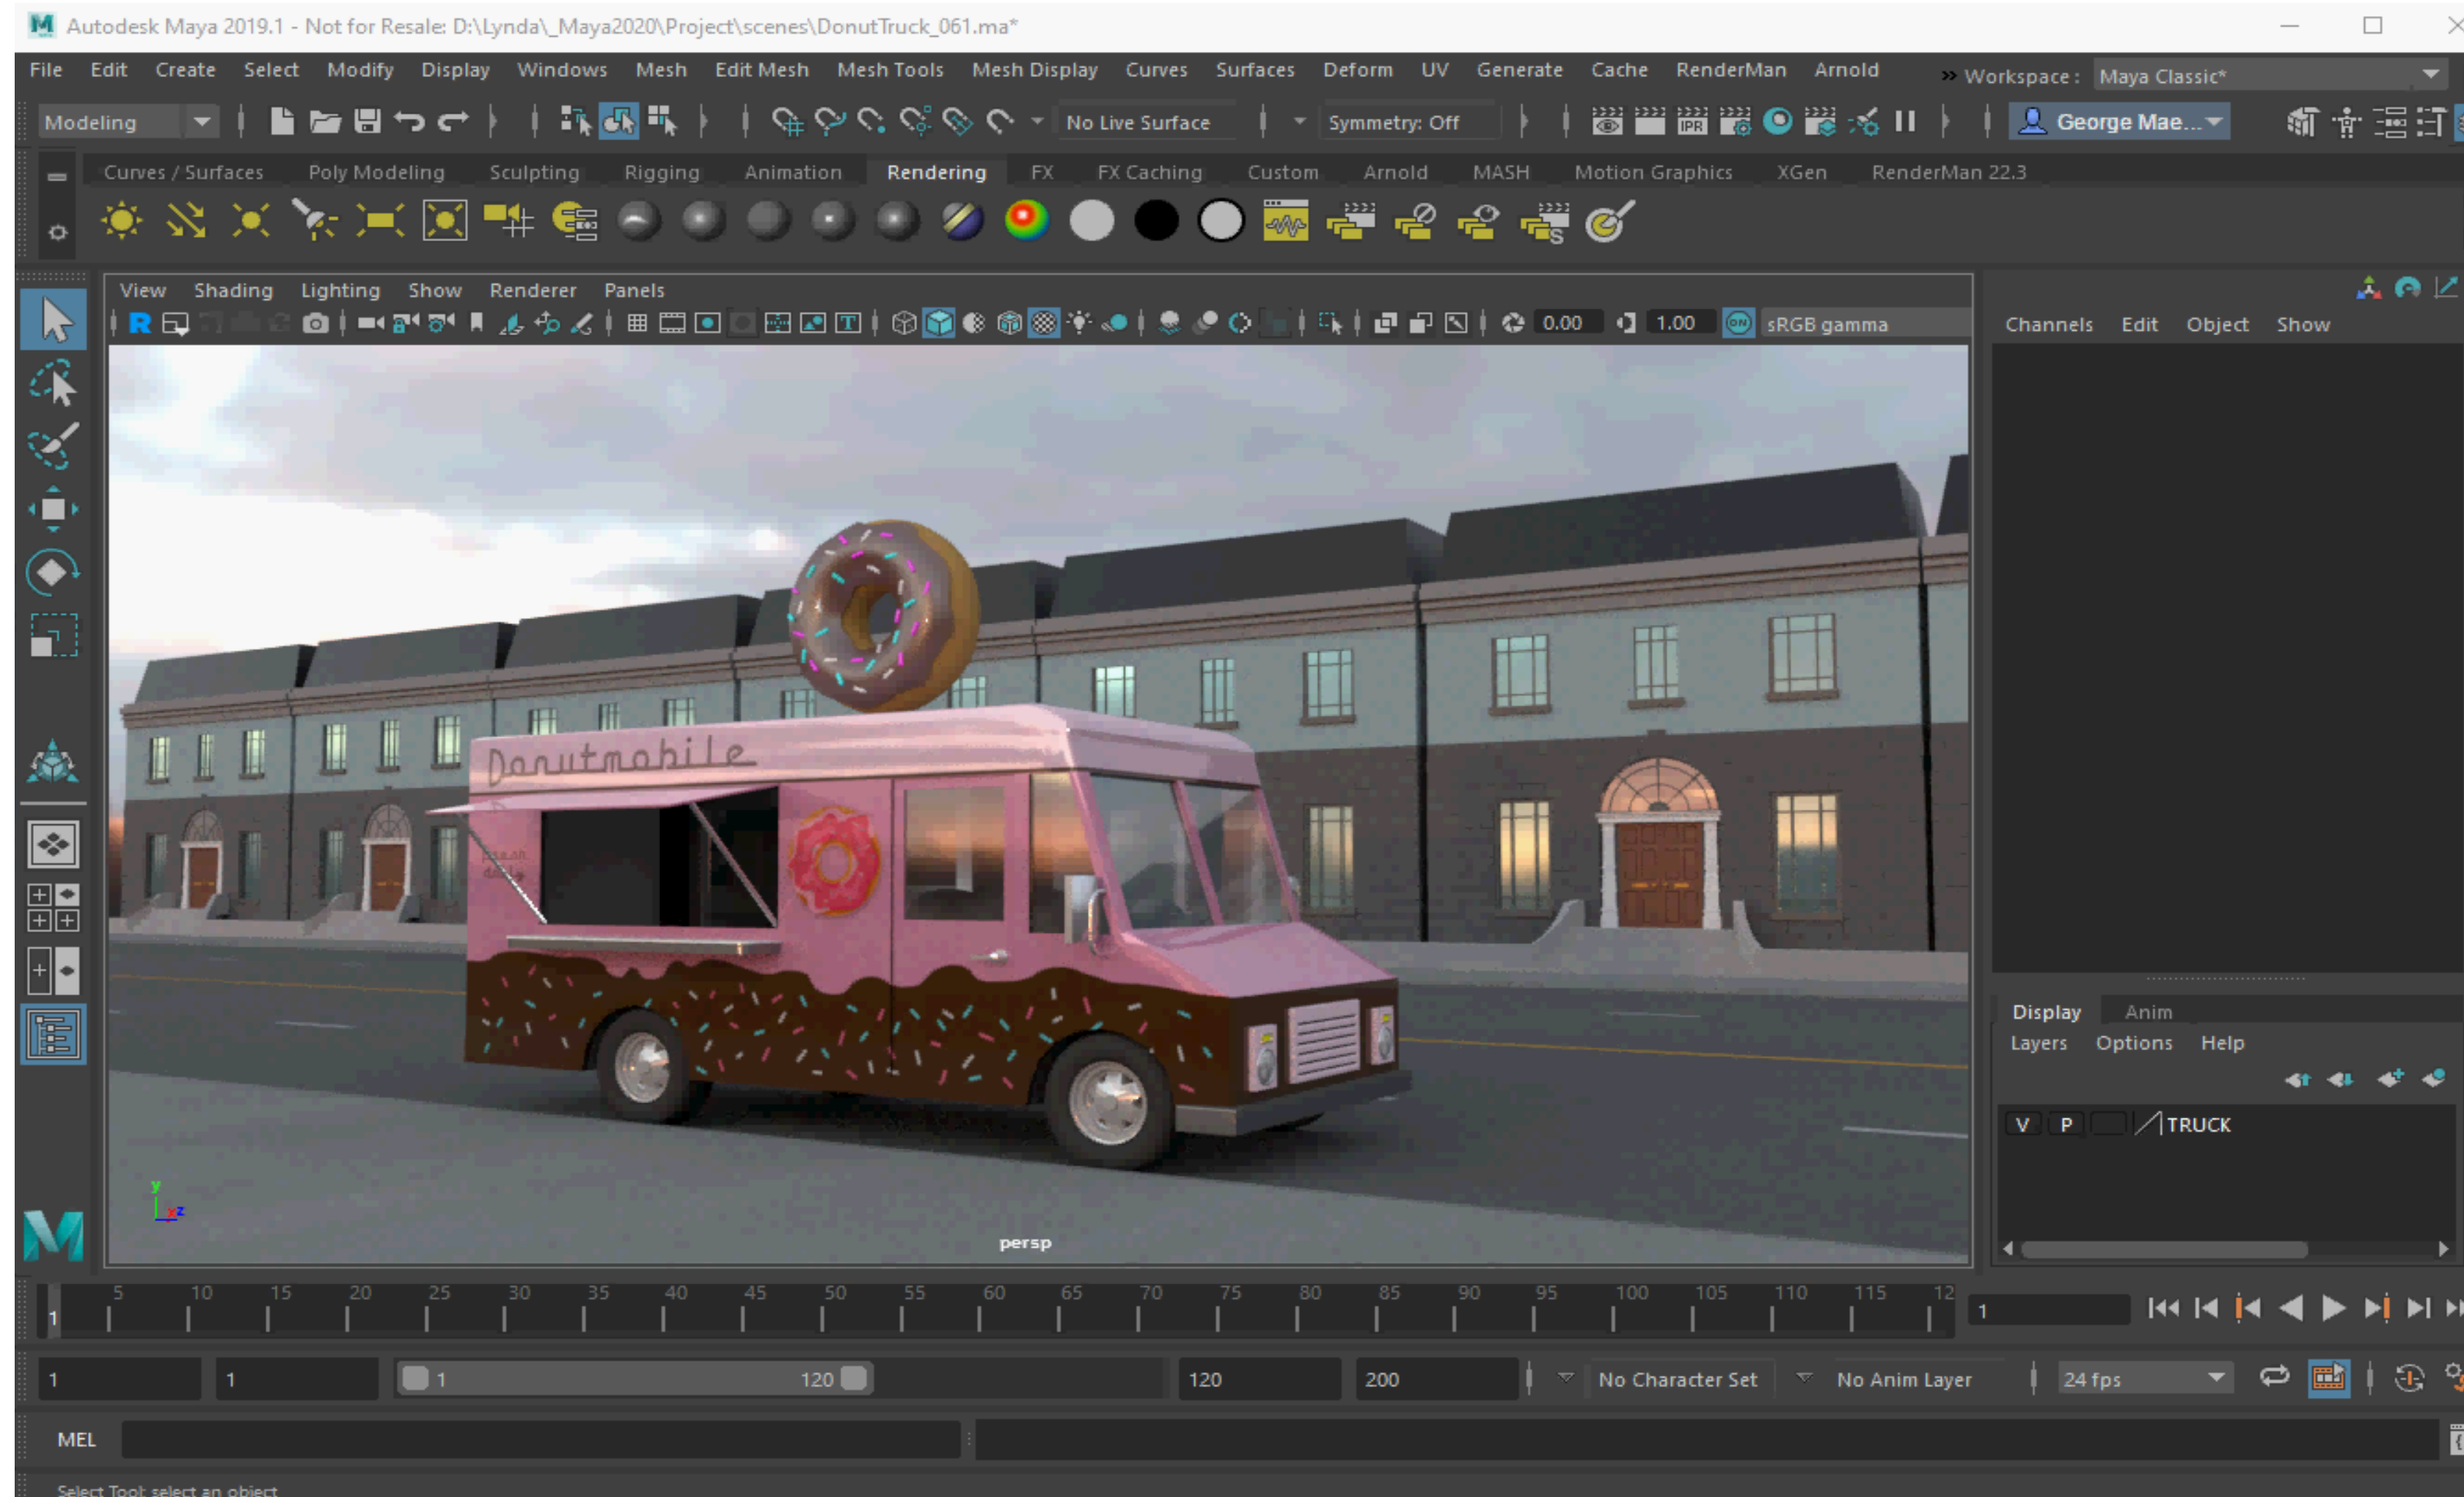 Autodesk Maya 2019.1 - Not for Resale: D:\Lynda\_Maya2020\Project\scenes\DonutTruck_061.ma*
File Edit Create Select Modify Display Windows Mesh Edit Mesh Mesh Tools Mesh Display Curves Surfaces Deform UV Generate Cache RenderMan Arnold » Workspace: Maya Classic*
Modeling No Live Surface Symmetry: Off IPR George Mae...
Curves / Surfaces Poly Modeling Sculpting Rigging Animation Rendering FX FX Caching Custom Arnold MASH Motion Graphics XGen RenderMan 22.3
S
View Shading Lighting Show Renderer Panels
R T 0.00 1.00 ON sRGB gamma
Channels Edit Object Show
Donutmobile
y
xz
persp
Display Anim
Layers Options Help
V P TRUCK
1 5 10 15 20 25 30 35 40 45 50 55 60 65 70 75 80 85 90 95 100 105 110 115 12 1
1 1 1 120 120 200 No Character Set No Anim Layer 24 fps
MEL
Select Tool: select an object